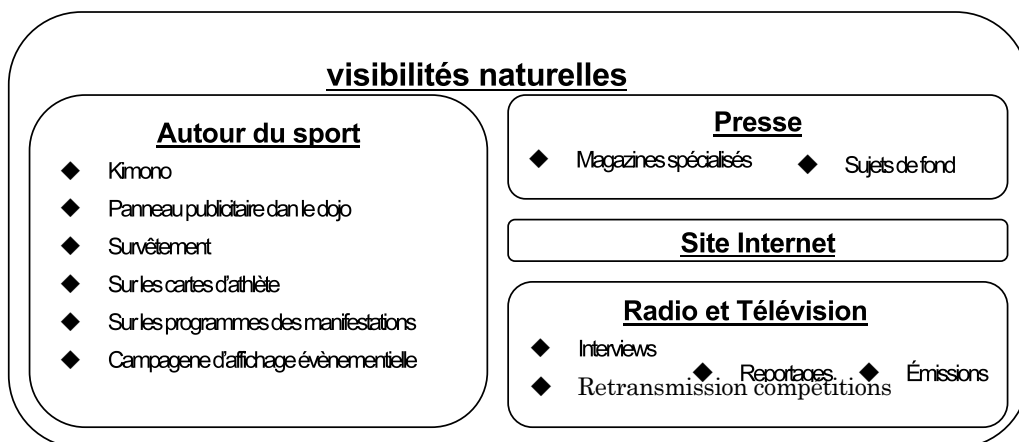 visibilités naturelles
Autour du sport
Kimono
Panneau publicitaire dan le dojo
Survêtement
Sur les cartes d'athlète
Sur les programmes des manifestations
Campagene d'affichage évènementielle
Presse
Magazines spécialisés
Sujets de fond
Site Internet
Radio et Télévision
Interviews
Reportages
Émissions
Retransmission compétitions